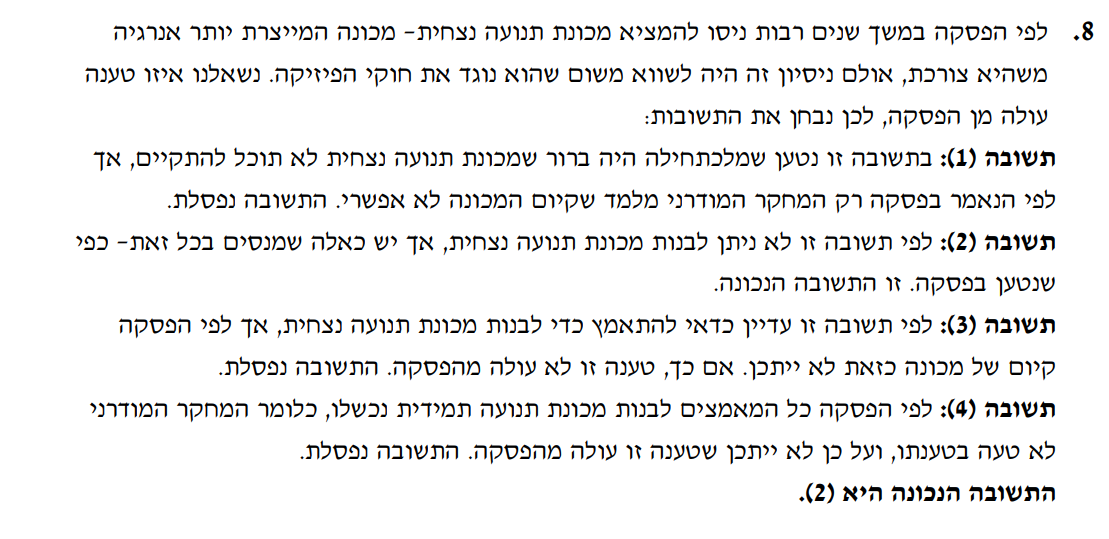 8. לפי הפסקה במשך שנים רבות ניסו להמציא מכונת תנועה נצחית- מכונה המייצרת יותר אנרגיה
משהיא צורכת, אולם ניסיון זה היה לשווא משום שהוא נוגד את חוקי הפיזיקה. נשאלנו איזו טענה
עולה מן הפסקה, לכן נבחן את התשובות:
תשובה (1): בתשובה זו נטען שמלכתחילה היה ברור שמכונת תנועה נצחית לא תוכל להתקיים, אך
לפי הנאמר בפסקה רק המחקר המודרני מלמד שקיום המכונה לא אפשרי. התשובה נפסלת.
תשובה (2): לפי תשובה זו לא ניתן לבנות מכונת תנועה נצחית, אך יש כאלה שמנסים בכל זאת- כפי
שנטען בפסקה. זו התשובה הנכונה.
תשובה (3): לפי תשובה זו עדיין כדאי להתאמץ כדי לבנות מכונת תנועה נצחית, אך לפי הפסקה
קיום של מכונה כזאת לא ייתכן. אם כך, טענה זו לא עולה מהפסקה. התשובה נפסלת.
תשובה (4): לפי הפסקה כל המאמצים לבנות מכונת תנועה תמידית נכשלו, כלומר המחקר המודרני
לא טעה בטענתו, ועל כן לא ייתכן שטענה זו עולה מהפסקה. התשובה נפסלת.
התשובה הנכונה היא (2).